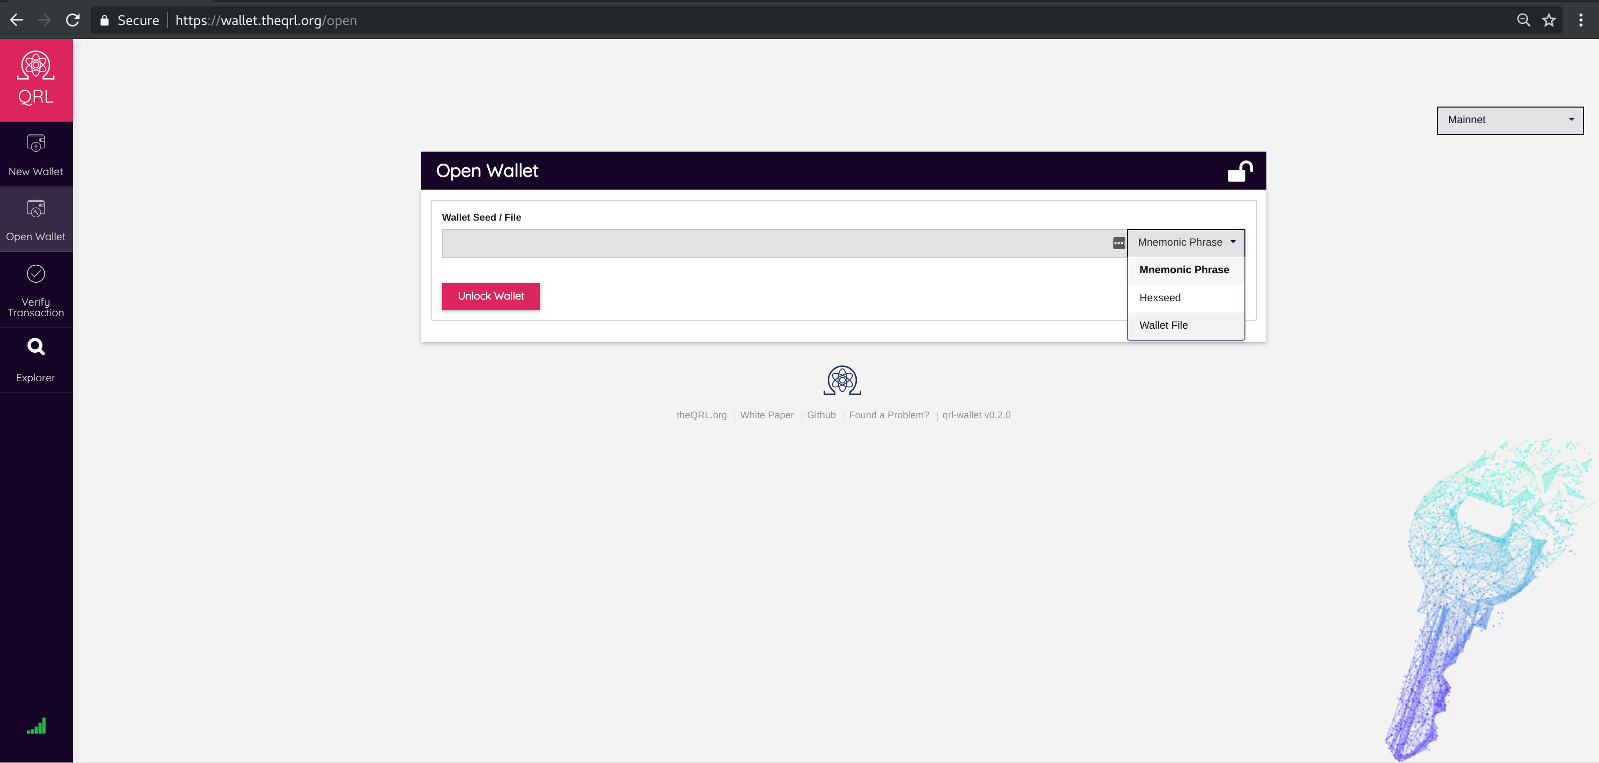 Secure https://wallet.theqrl.org/open
QRL
New Wallet
Open Wallet
Verify
Transaction
Explorer
Mainnet
Open Wallet
Wallet Seed / File
Mnemonic Phrase
Mnemonic Phrase
Hexseed
Wallet File
Unlock Wallet
theQRL.org | White Paper | Github | Found a Problem? | qrl-wallet v0.2.0